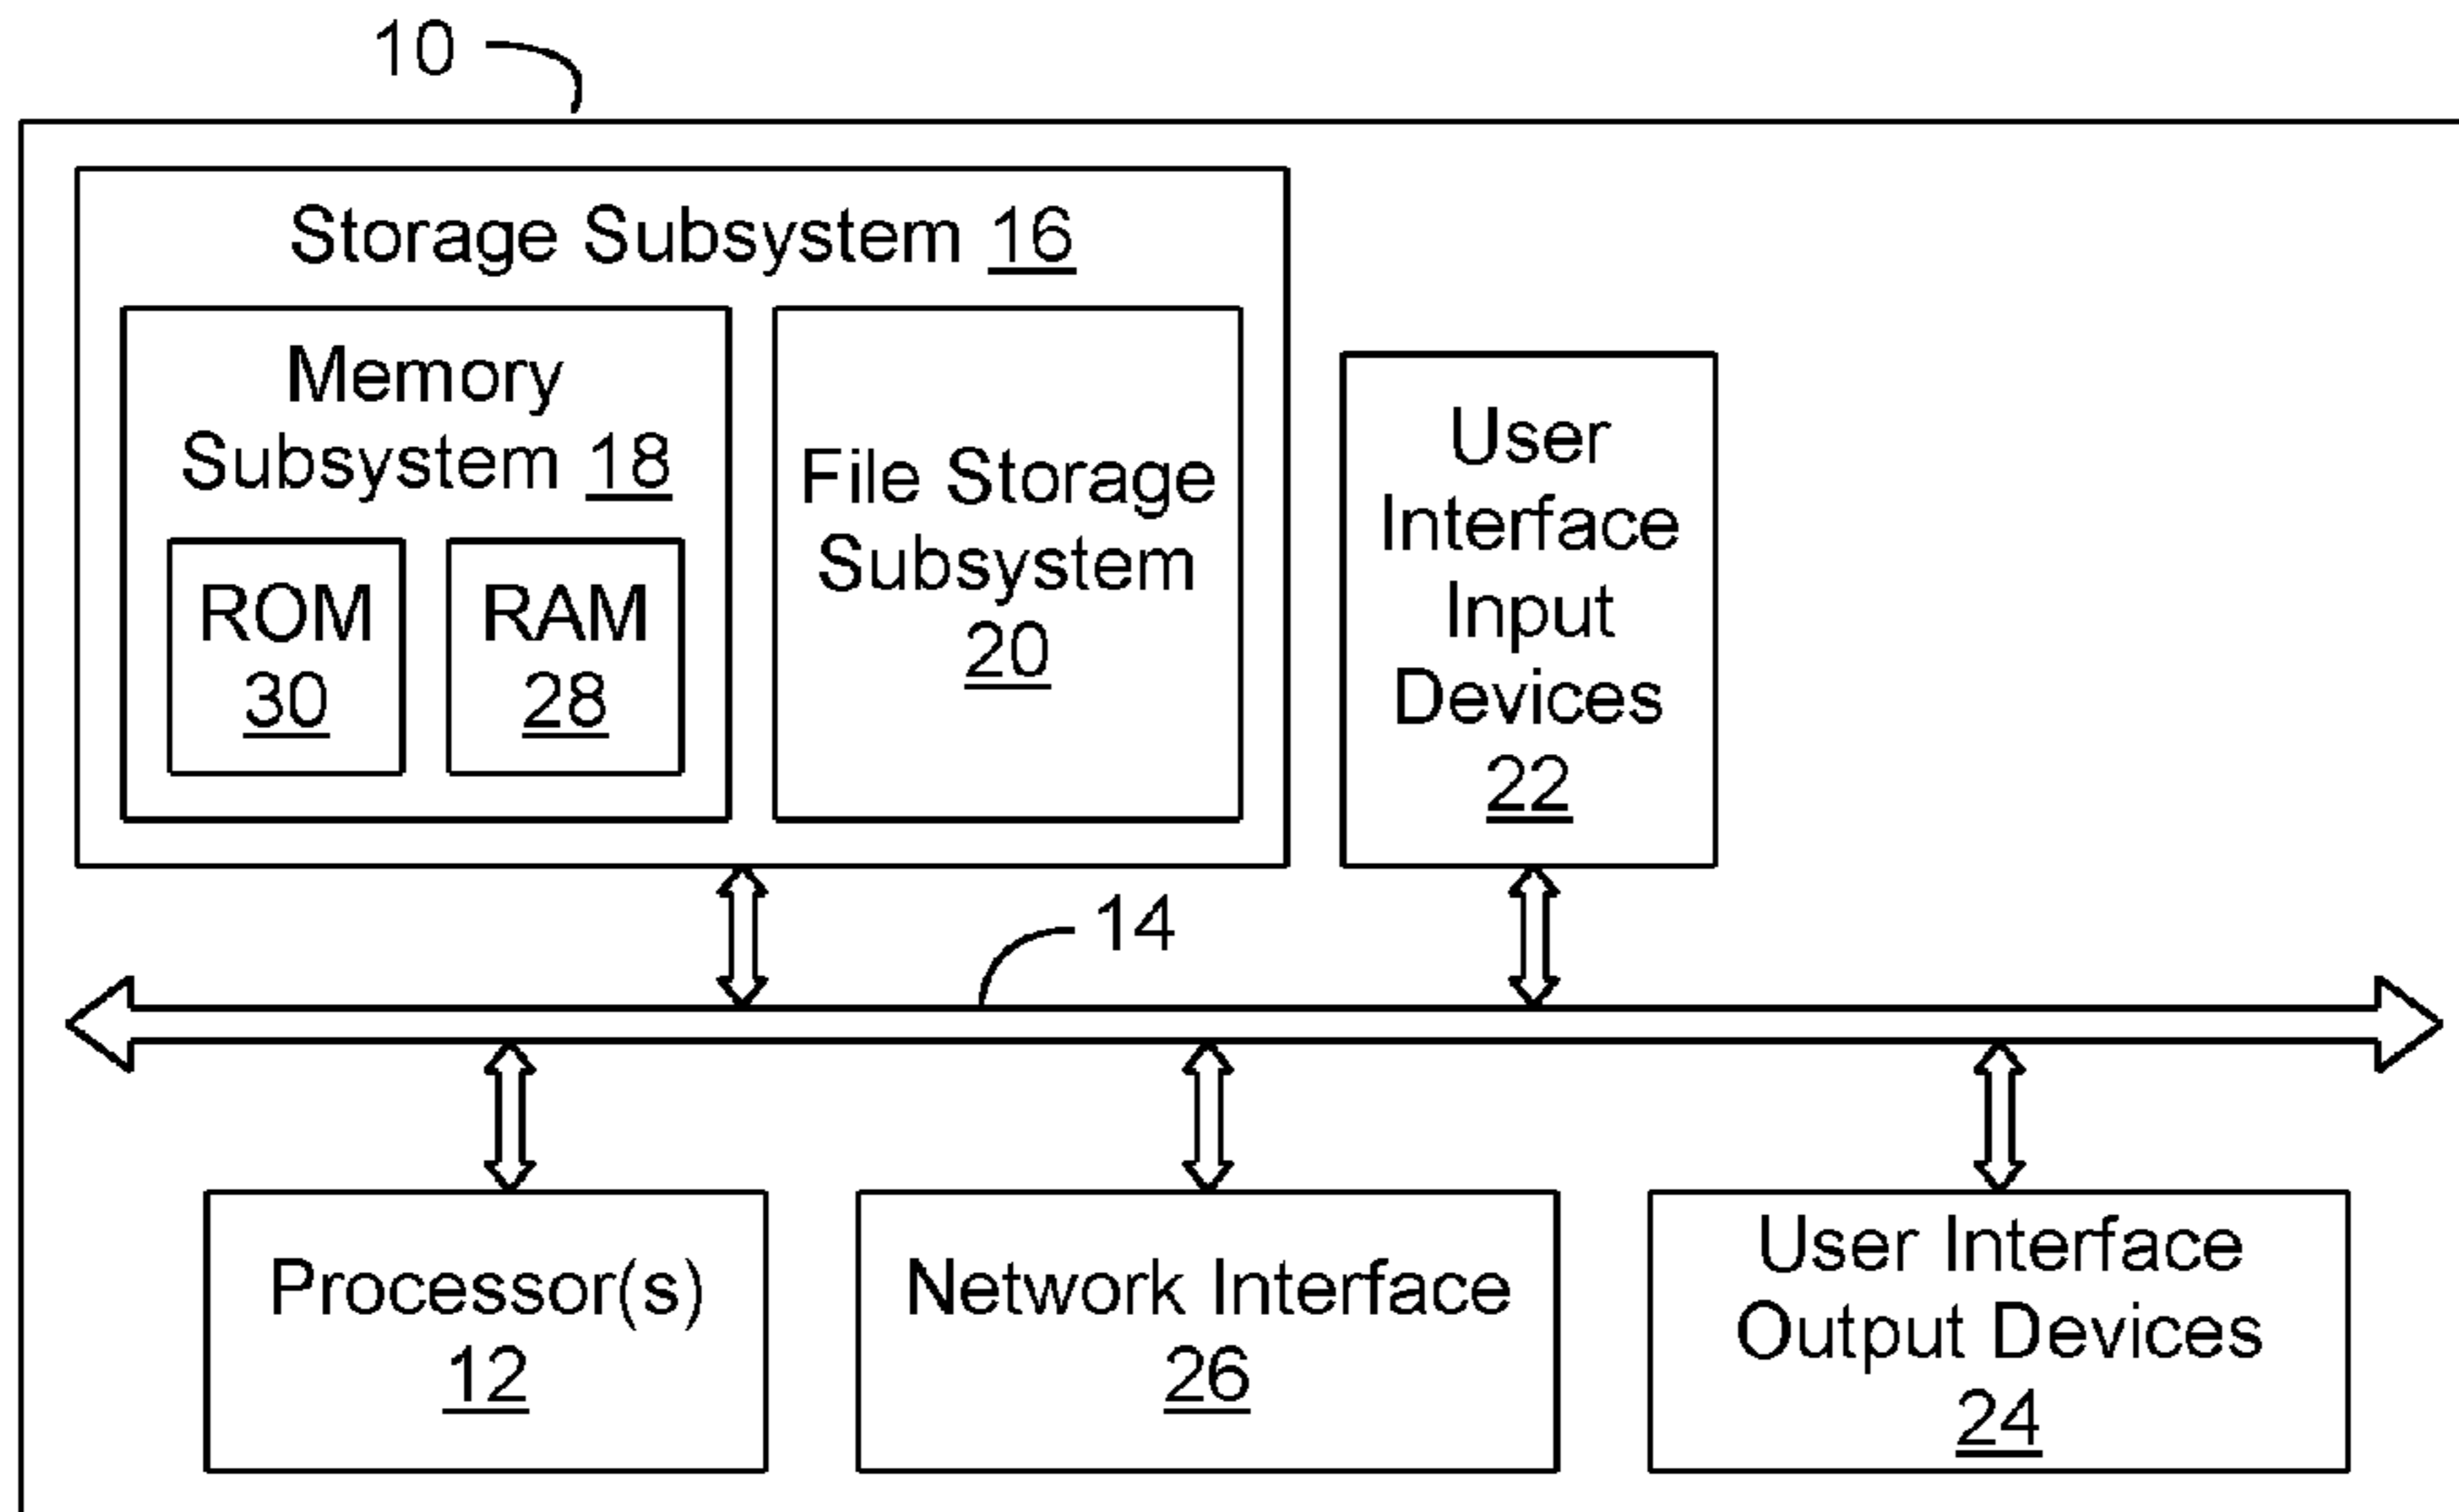 10
Storage Subsystem 16
Memory
Subsystem 18
ROM
30
RAM
28
File Storage
Subsystem
20
User
Interface
Input
Devices
22
14
Processor(s)
12
Network Interface
26
User Interface
Output Devices
24